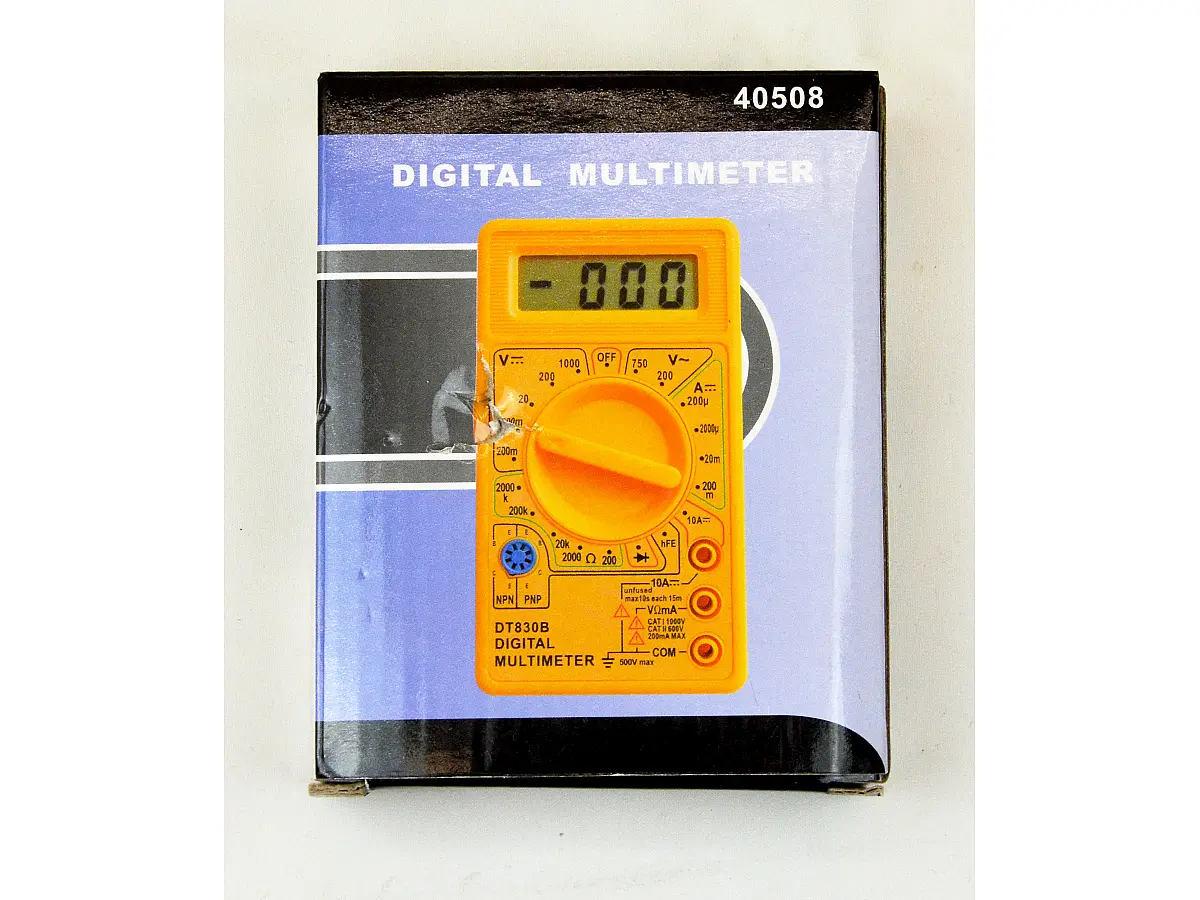 40508
DIGITAL MULTIMETER
- 000
V⎓ 1000 OFF 750 V~
200 200
A⎓
20 200µ
2000µ
200m 20m
2000 k 200 m
200k 10A⎓
20k hFE
2000 Ω 200
E E
B B
C C
E E
NPN PNP
10A⎓
unfused
max10s each 15m
VΩmA
CAT I 1000V
CAT II 600V
200mA MAX
COM
500V max
DT830B
DIGITAL
MULTIMETER